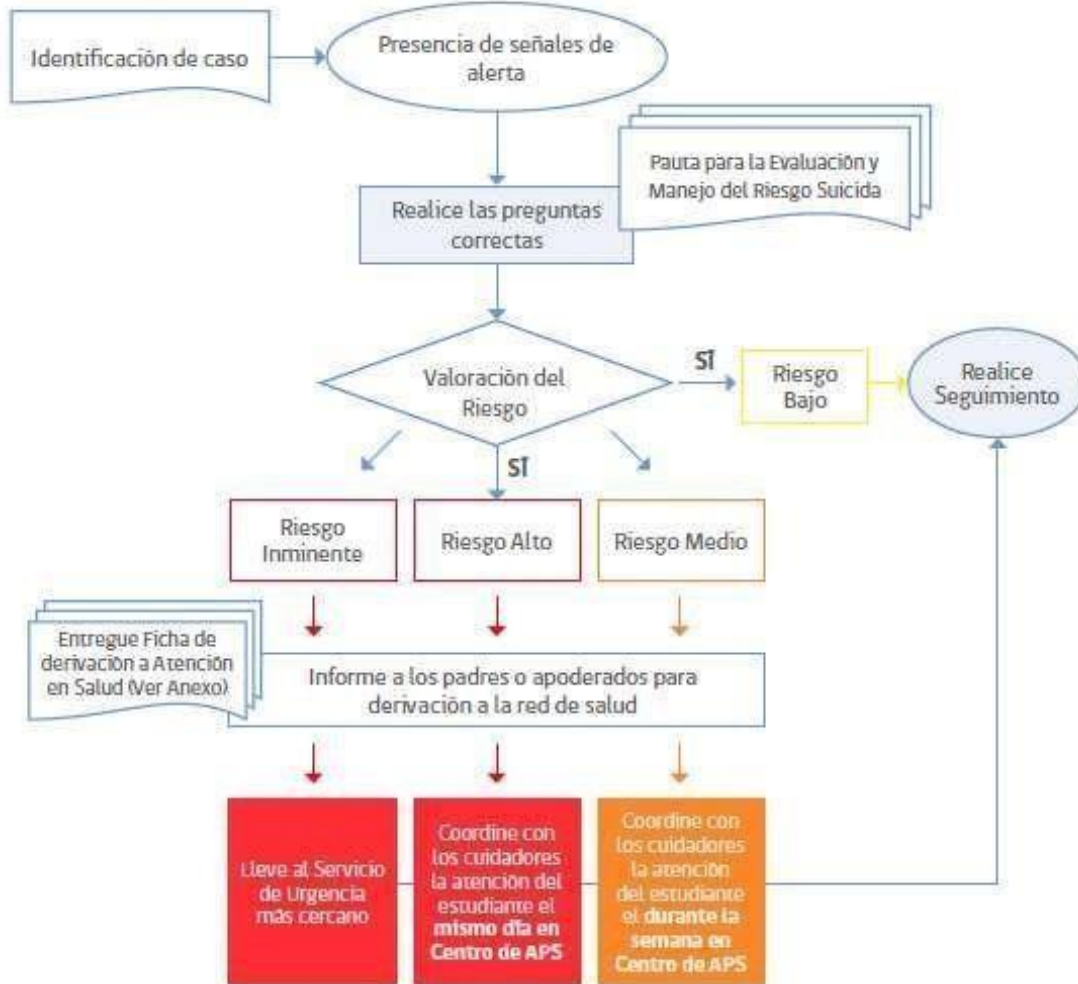 Identificación de caso
Presencia de señales de
alerta
Pauta para la Evaluación y
Manejo del Riesgo Suicida
Realice las preguntas
correctas
Valoración del
Riesgo
SÍ
Riesgo
Bajo
Realice
Seguimiento
SÍ
Riesgo
Inminente
Riesgo Alto
Riesgo Medio
Entregue Ficha de
derivación a Atención
en Salud (Ver Anexo)
Informe a los padres o apoderados para
derivación a la red de salud
Lleve al Servicio
de Urgencia
más cercano
Coordine con
los cuidadores
la atención del
estudiante el
mismo día en
Centro de APS
Coordine con
los cuidadores
la atención
del estudiante
el durante la
semana en
Centro de APS